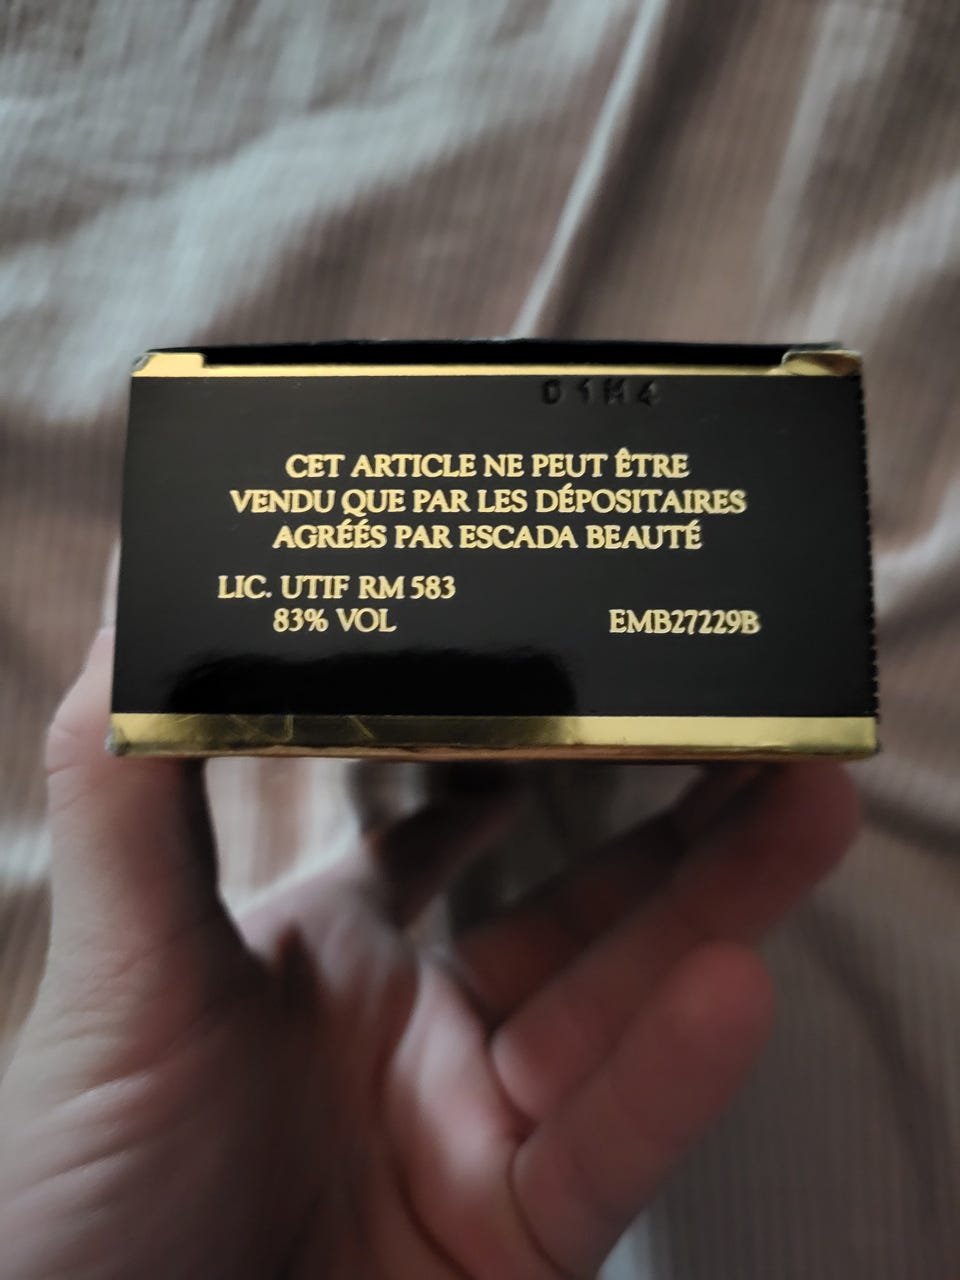 01M4
CET ARTICLE NE PEUT ÊTRE
VENDU QUE PAR LES DÉPOSITAIRES
AGRÉÉS PAR ESCADA BEAUTÉ
LIC. UTIF RM 583
83% VOL EMB27229B